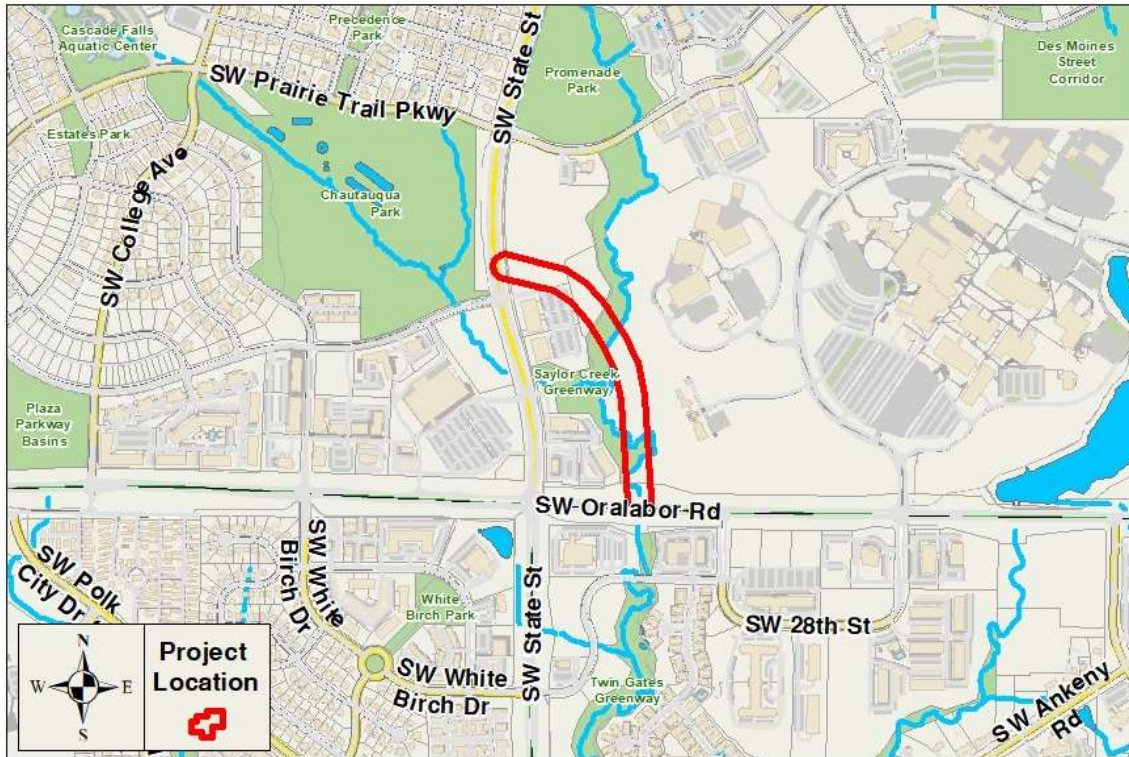 Cascade Falls
Aquatic Center
Precedence
Park
SW State St
Promenade
Park
Des Moines
Street
Corridor
SW Prairie Trail Pkwy
Estates Park
SW College Ave
Chautauqua
Park
Saylor Creek
Greenway
Plaza
Parkway
Basins
SW Oralabor Rd
SW Polk
City Dr
SW White
Birch Dr
White
Birch Park
SW State St
SW 28th St
SW White
Birch Dr
Twin Gates
Greenway
SW Ankeny
Rd
N
W
E
S
Project
Location